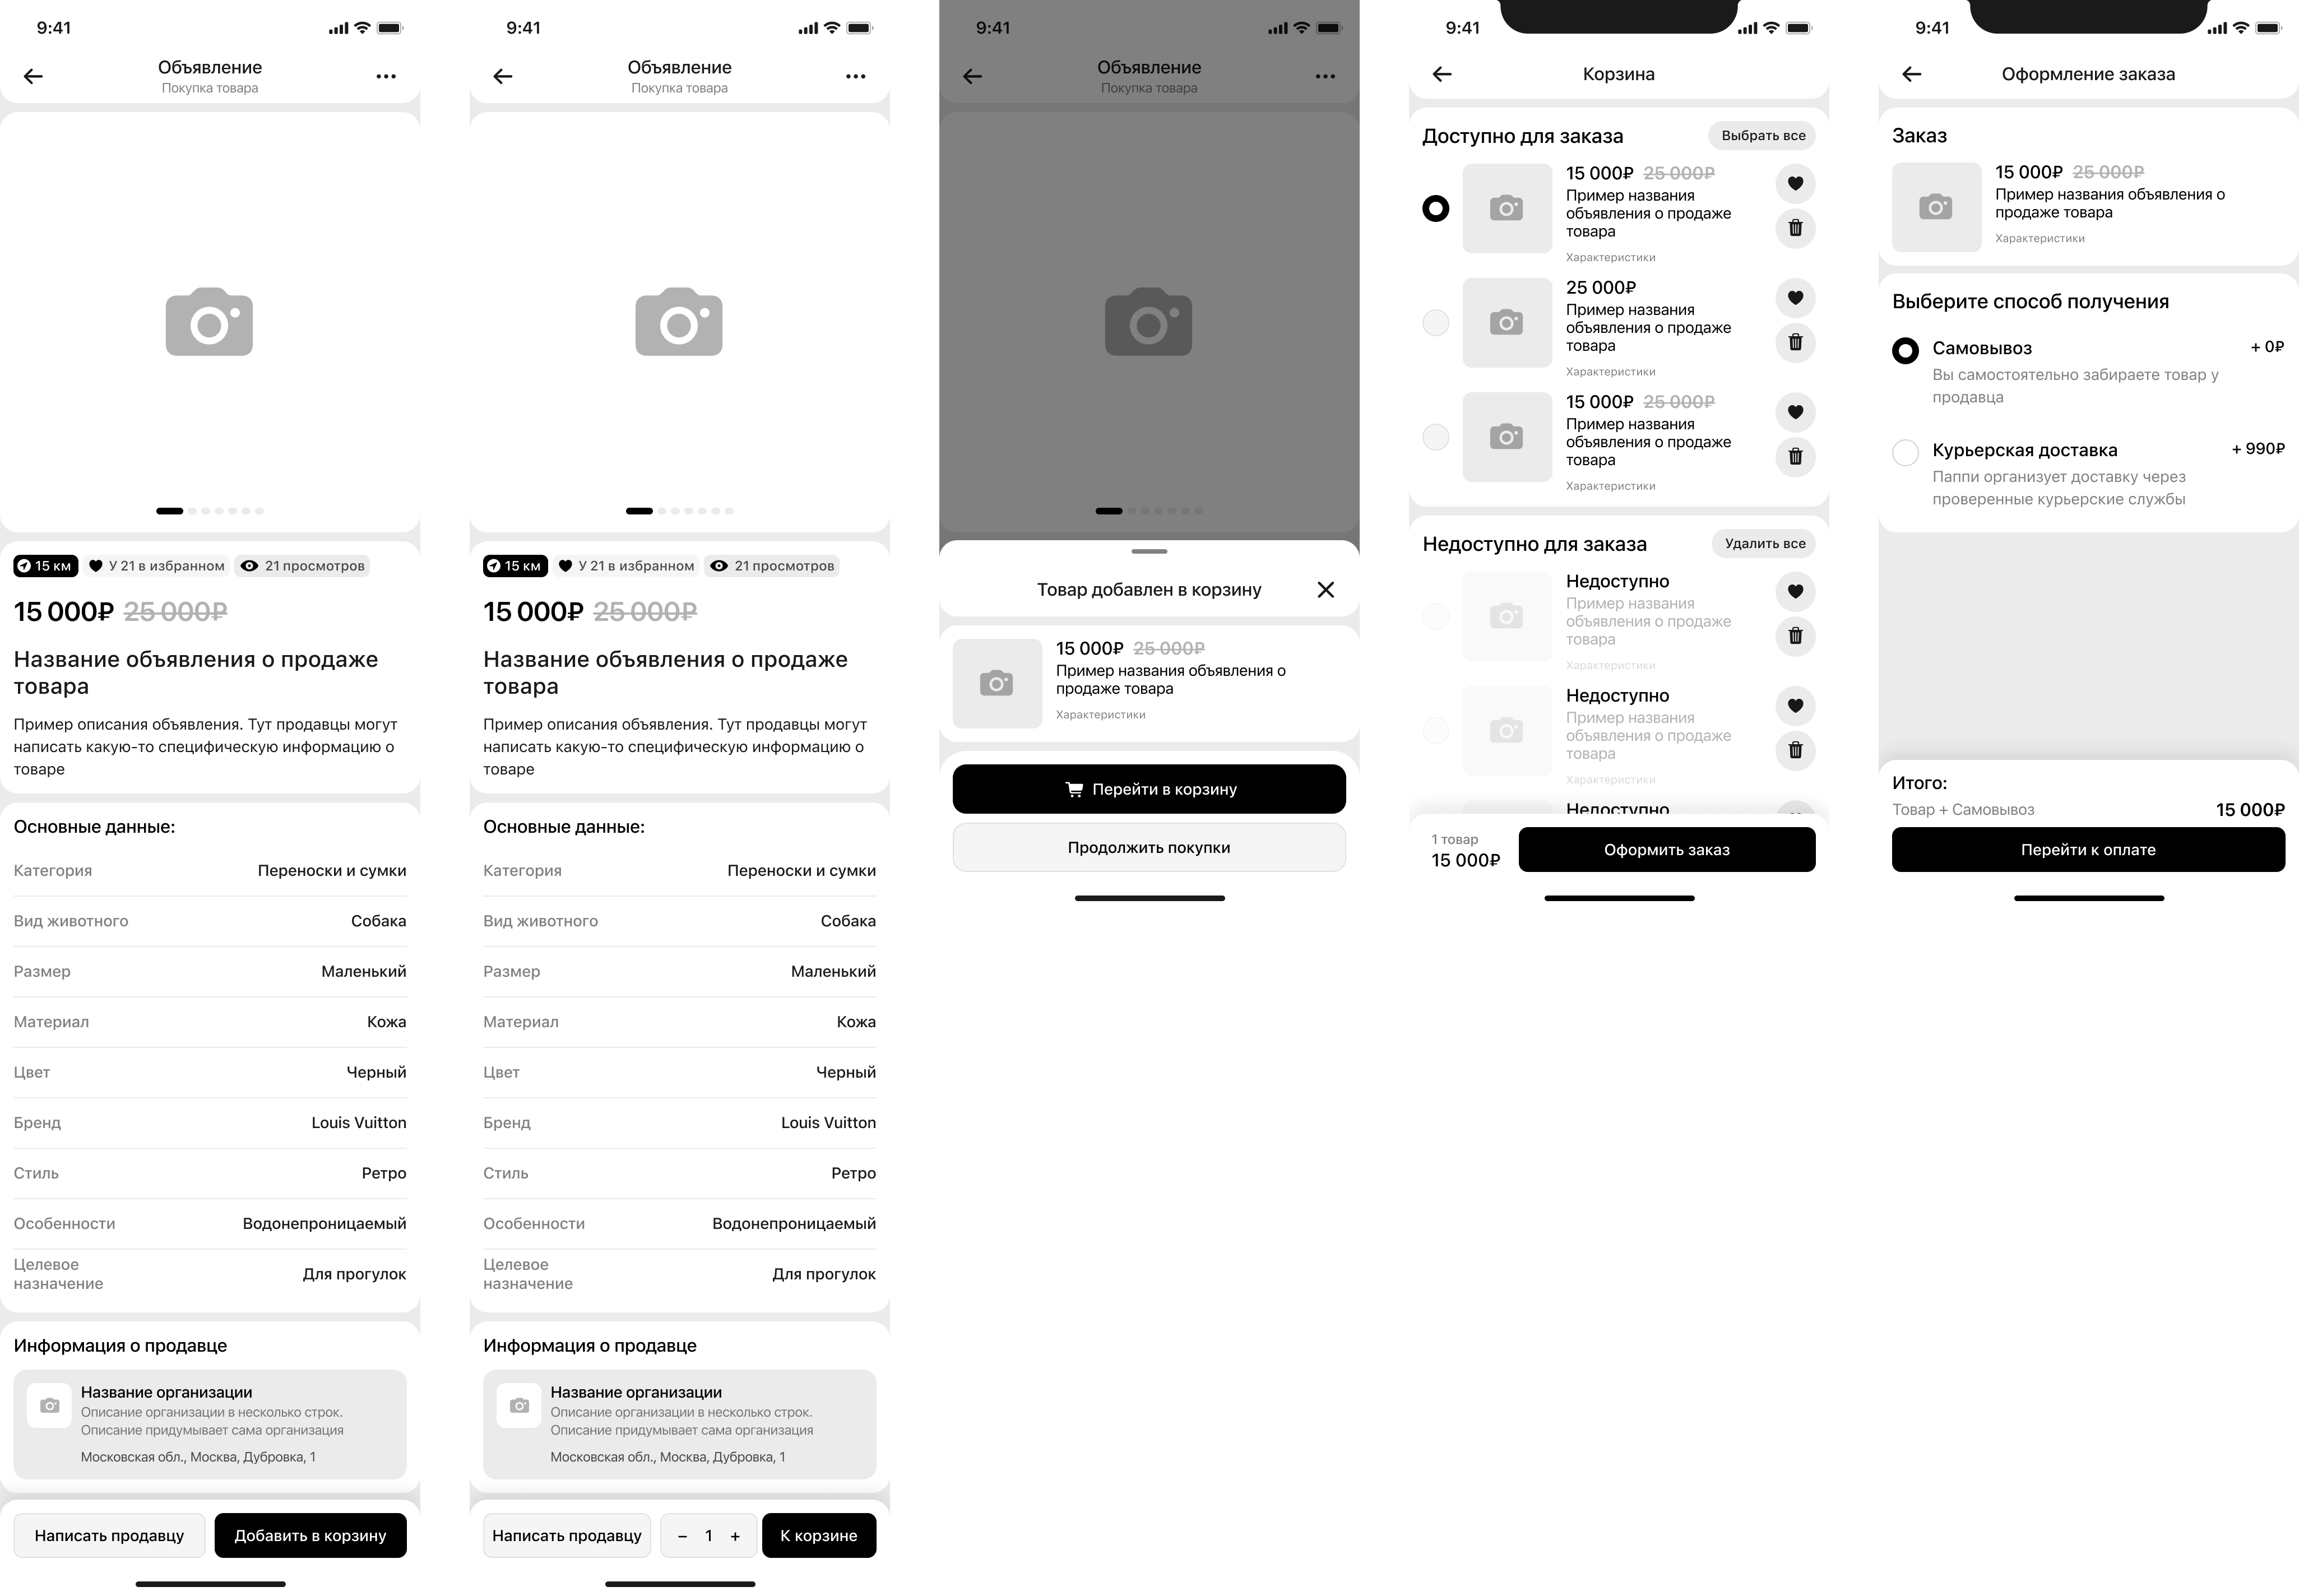 9:41
Объявление
Покупка товара
15 км
У 21 в избранном
21 просмотров
15 000₽ 25 000₽
Название объявления о продаже
товара
Пример описания объявления. Тут продавцы могут
написать какую-то специфическую информацию о
товаре
Основные данные:
Категория Переноски и сумки
Вид животного Собака
Размер Маленький
Материал Кожа
Цвет Черный
Бренд Louis Vuitton
Стиль Ретро
Особенности Водонепроницаемый
Целевое
назначение Для прогулок
Информация о продавце
Название организации
Описание организации в несколько строк.
Описание придумывает сама организация
Московская обл., Москва, Дубровка, 1
Написать продавцу Добавить в корзину
9:41
Объявление
Покупка товара
15 км
У 21 в избранном
21 просмотров
15 000₽ 25 000₽
Название объявления о продаже
товара
Пример описания объявления. Тут продавцы могут
написать какую-то специфическую информацию о
товаре
Основные данные:
Категория Переноски и сумки
Вид животного Собака
Размер Маленький
Материал Кожа
Цвет Черный
Бренд Louis Vuitton
Стиль Ретро
Особенности Водонепроницаемый
Целевое
назначение Для прогулок
Информация о продавце
Название организации
Описание организации в несколько строк.
Описание придумывает сама организация
Московская обл., Москва, Дубровка, 1
Написать продавцу − 1 + К корзине
9:41
Объявление
Покупка товара
Товар добавлен в корзину
15 000₽ 25 000₽
Пример названия объявления о
продаже товара
Характеристики
Перейти в корзину
Продолжить покупки
9:41
Корзина
Доступно для заказа Выбрать все
15 000₽ 25 000₽
Пример названия
объявления о продаже
товара
Характеристики
25 000₽
Пример названия
объявления о продаже
товара
Характеристики
15 000₽ 25 000₽
Пример названия
объявления о продаже
товара
Характеристики
Недоступно для заказа Удалить все
Недоступно
Пример названия
объявления о продаже
товара
Характеристики
Недоступно
Пример названия
объявления о продаже
товара
Характеристики
Недоступно
1 товар
15 000₽
Оформить заказ
9:41
Оформление заказа
Заказ
15 000₽ 25 000₽
Пример названия объявления о
продаже товара
Характеристики
Выберите способ получения
Самовывоз + 0₽
Вы самостоятельно забираете товар у
продавца
Курьерская доставка + 990₽
Паппи организует доставку через
проверенные курьерские службы
Итого:
Товар + Самовывоз 15 000₽
Перейти к оплате